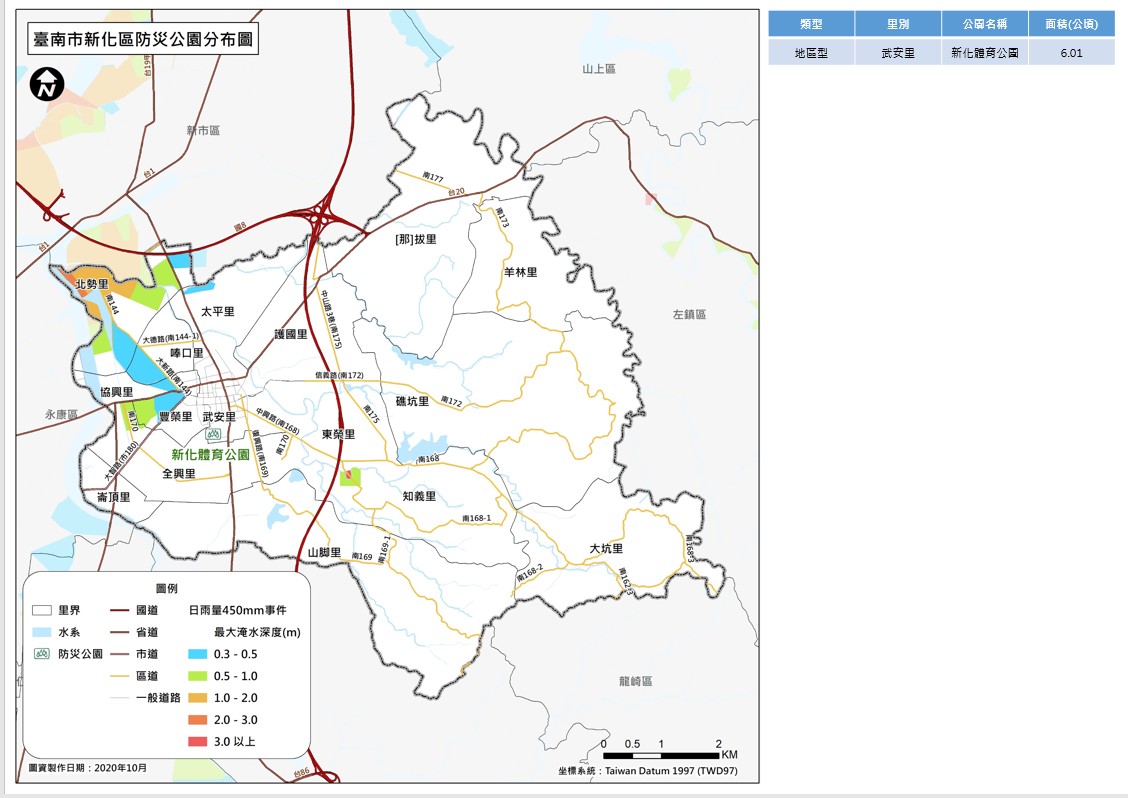 臺南市新化區防災公園分布圖
類型 里別 公園名稱 面積(公頃)
地區型 武安里 新化體育公園 6.01
N
台19甲
山上區
新市區
台1
南177
台20
國8
台1
南173
[那]拔里
羊林里
北勢里
南144
太平里
中山路3巷(南175)
左鎮區
大德路(南144-1)
護國里
𦰡口里
大新路(南144)
信義路(南172)
協興里
礁坑里
南172
永康區
南170
豐榮里
武安里
中興路(南168)
南175
東榮里
復興路(南169)
南170
新化體育公園
大智路(市180)
全興里
南168
崙頂里
知義里
南168-1
山脚里
南169
南169-1
大坑里
南168-3
南168-2
南162-3
圖例
里界 國道 日雨量450mm事件
水系 省道 最大淹水深度(m)
防災公園 市道 0.3 - 0.5
區道 0.5 - 1.0
一般道路 1.0 - 2.0
2.0 - 3.0
3.0 以上
龍崎區
台86
0 0.5 1 2
KM
圖資製作日期：2020年10月
坐標系統：Taiwan Datum 1997 (TWD97)